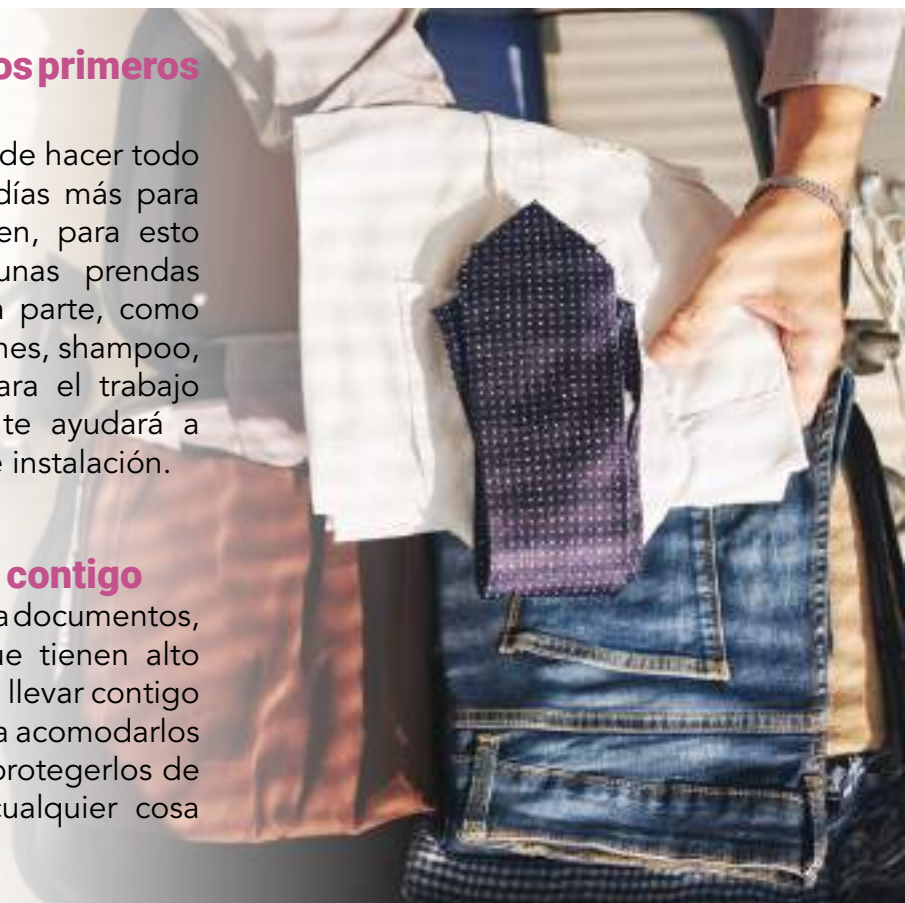 os primeros
de hacer todo
días más para
en, para esto
unas prendas
parte, como
nes, shampoo,
ara el trabajo
te ayudará a
instalación.
contigo
a documentos,
ue tienen alto
llevar contigo
a acomodarlos
protegerlos de
cualquier cosa